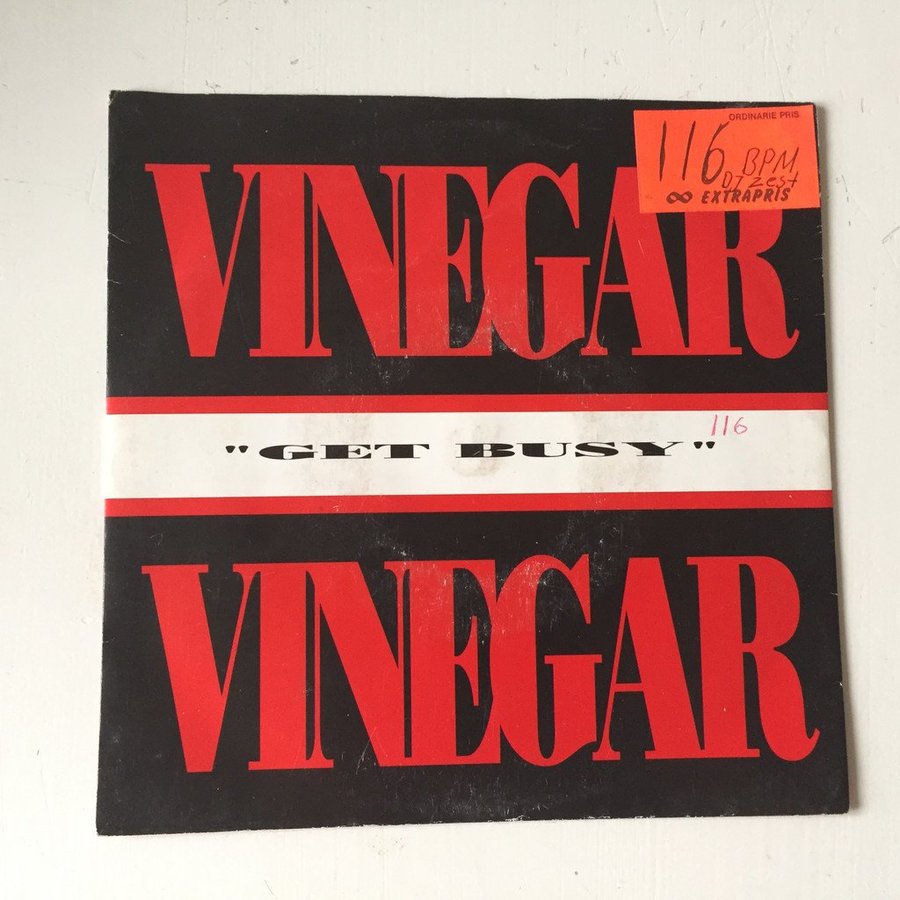 ORDINARIE PRIS
116 BPM
DJ Zest
∞ EXTRAPRIS
VINEGAR
116
"GET BUSY"
VINEGAR